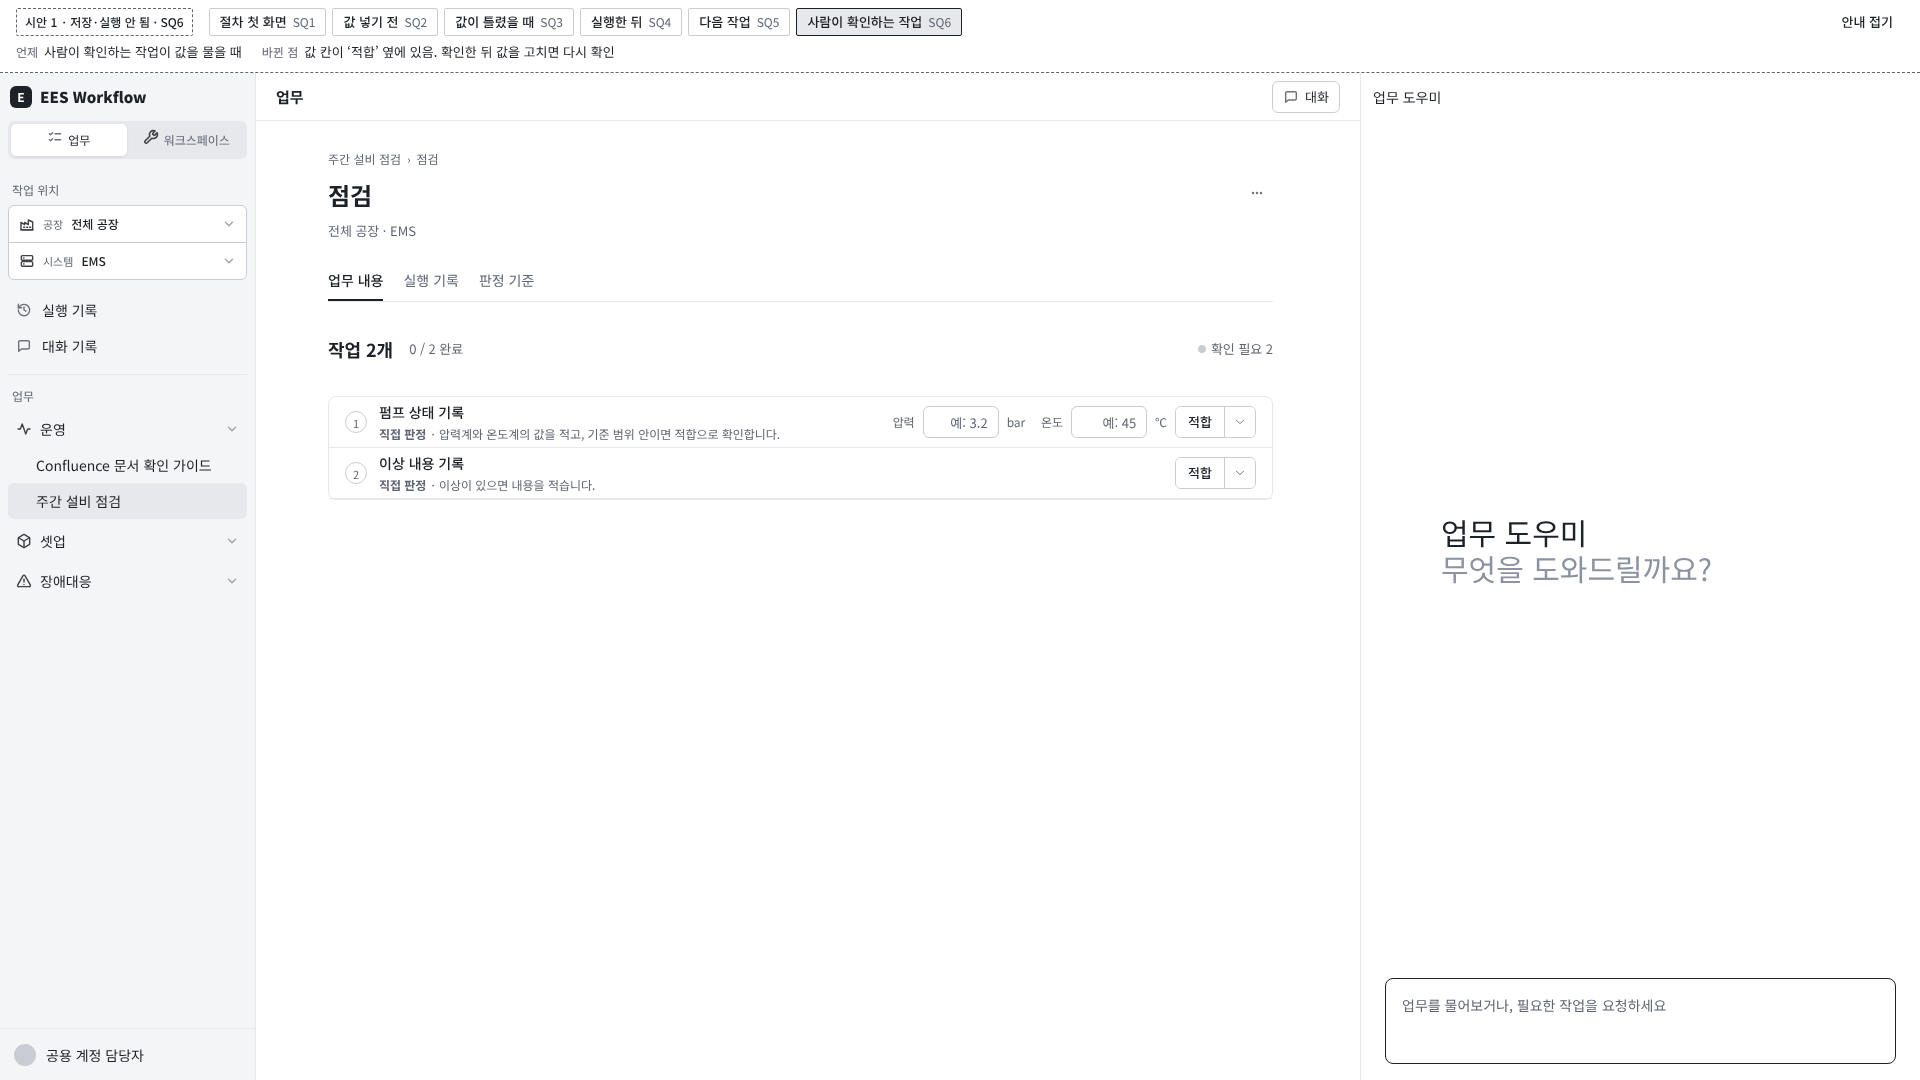 시안 1 · 저장·실행 안 됨 · SQ6
절차 첫 화면 SQ1
값 넣기 전 SQ2
값이 틀렸을 때 SQ3
실행한 뒤 SQ4
다음 작업 SQ5
사람이 확인하는 작업 SQ6
안내 접기
언제 사람이 확인하는 작업이 값을 물을 때 바뀐 점 값 칸이 ‘적합’ 옆에 있음. 확인한 뒤 값을 고치면 다시 확인
E EES Workflow
업무
워크스페이스
작업 위치
공장 전체 공장
시스템 EMS
실행 기록
대화 기록
업무
운영
Confluence 문서 확인 가이드
주간 설비 점검
셋업
장애대응
공용 계정 담당자
업무
대화
주간 설비 점검 › 점검
점검
...
전체 공장 · EMS
업무 내용 실행 기록 판정 기준
작업 2개 0 / 2 완료
확인 필요 2
1 펌프 상태 기록
직접 판정 · 압력계와 온도계의 값을 적고, 기준 범위 안이면 적합으로 확인합니다.
압력 예: 3.2 bar 온도 예: 45 °C 적합
2 이상 내용 기록
직접 판정 · 이상이 있으면 내용을 적습니다.
적합
업무 도우미
업무 도우미
무엇을 도와드릴까요?
업무를 물어보거나, 필요한 작업을 요청하세요